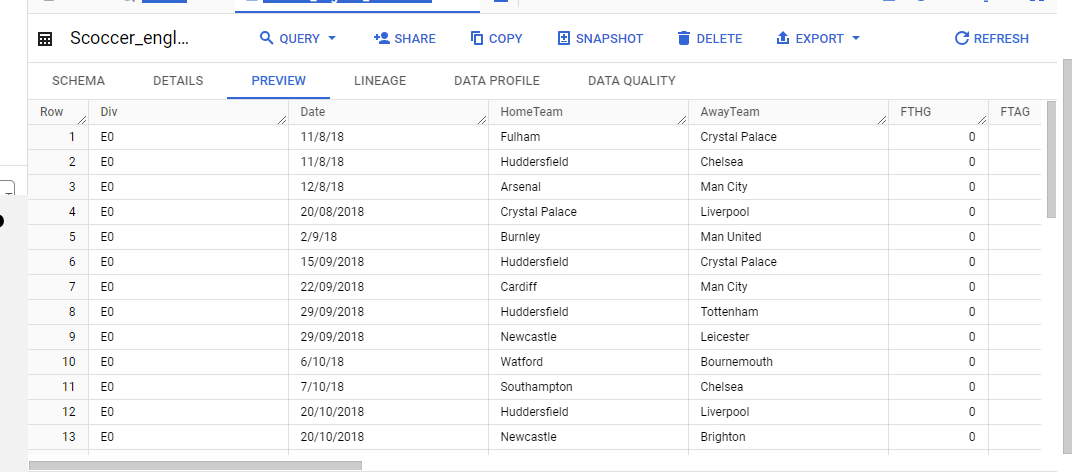 Scoccer_engl...
QUERY
SHARE
COPY
SNAPSHOT
DELETE
EXPORT
REFRESH
SCHEMA DETAILS PREVIEW LINEAGE DATA PROFILE DATA QUALITY
Row Div Date HomeTeam AwayTeam FTHG FTAG
1 E0 11/8/18 Fulham Crystal Palace 0
2 E0 11/8/18 Huddersfield Chelsea 0
3 E0 12/8/18 Arsenal Man City 0
4 E0 20/08/2018 Crystal Palace Liverpool 0
5 E0 2/9/18 Burnley Man United 0
6 E0 15/09/2018 Huddersfield Crystal Palace 0
7 E0 22/09/2018 Cardiff Man City 0
8 E0 29/09/2018 Huddersfield Tottenham 0
9 E0 29/09/2018 Newcastle Leicester 0
10 E0 6/10/18 Watford Bournemouth 0
11 E0 7/10/18 Southampton Chelsea 0
12 E0 20/10/2018 Huddersfield Liverpool 0
13 E0 20/10/2018 Newcastle Brighton 0